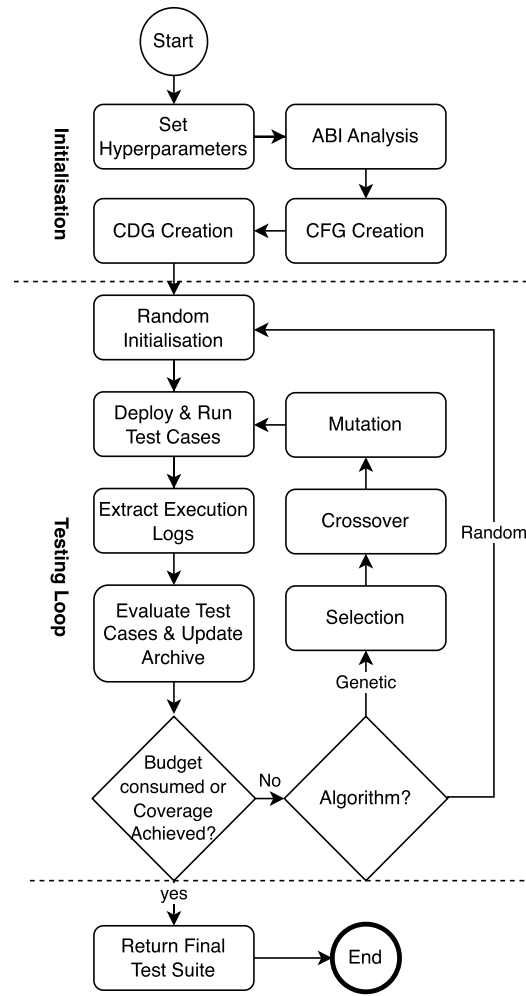 Start
Initialisation
Set
Hyperparameters
ABI Analysis
CDG Creation
CFG Creation
Random
Initialisation
Testing Loop
Deploy & Run
Test Cases
Mutation
Extract Execution
Logs
Crossover
Random
Evaluate Test
Cases & Update
Archive
Selection
Genetic
Budget
consumed or
Coverage
Achieved?
No
Algorithm?
yes
Return Final
Test Suite
End